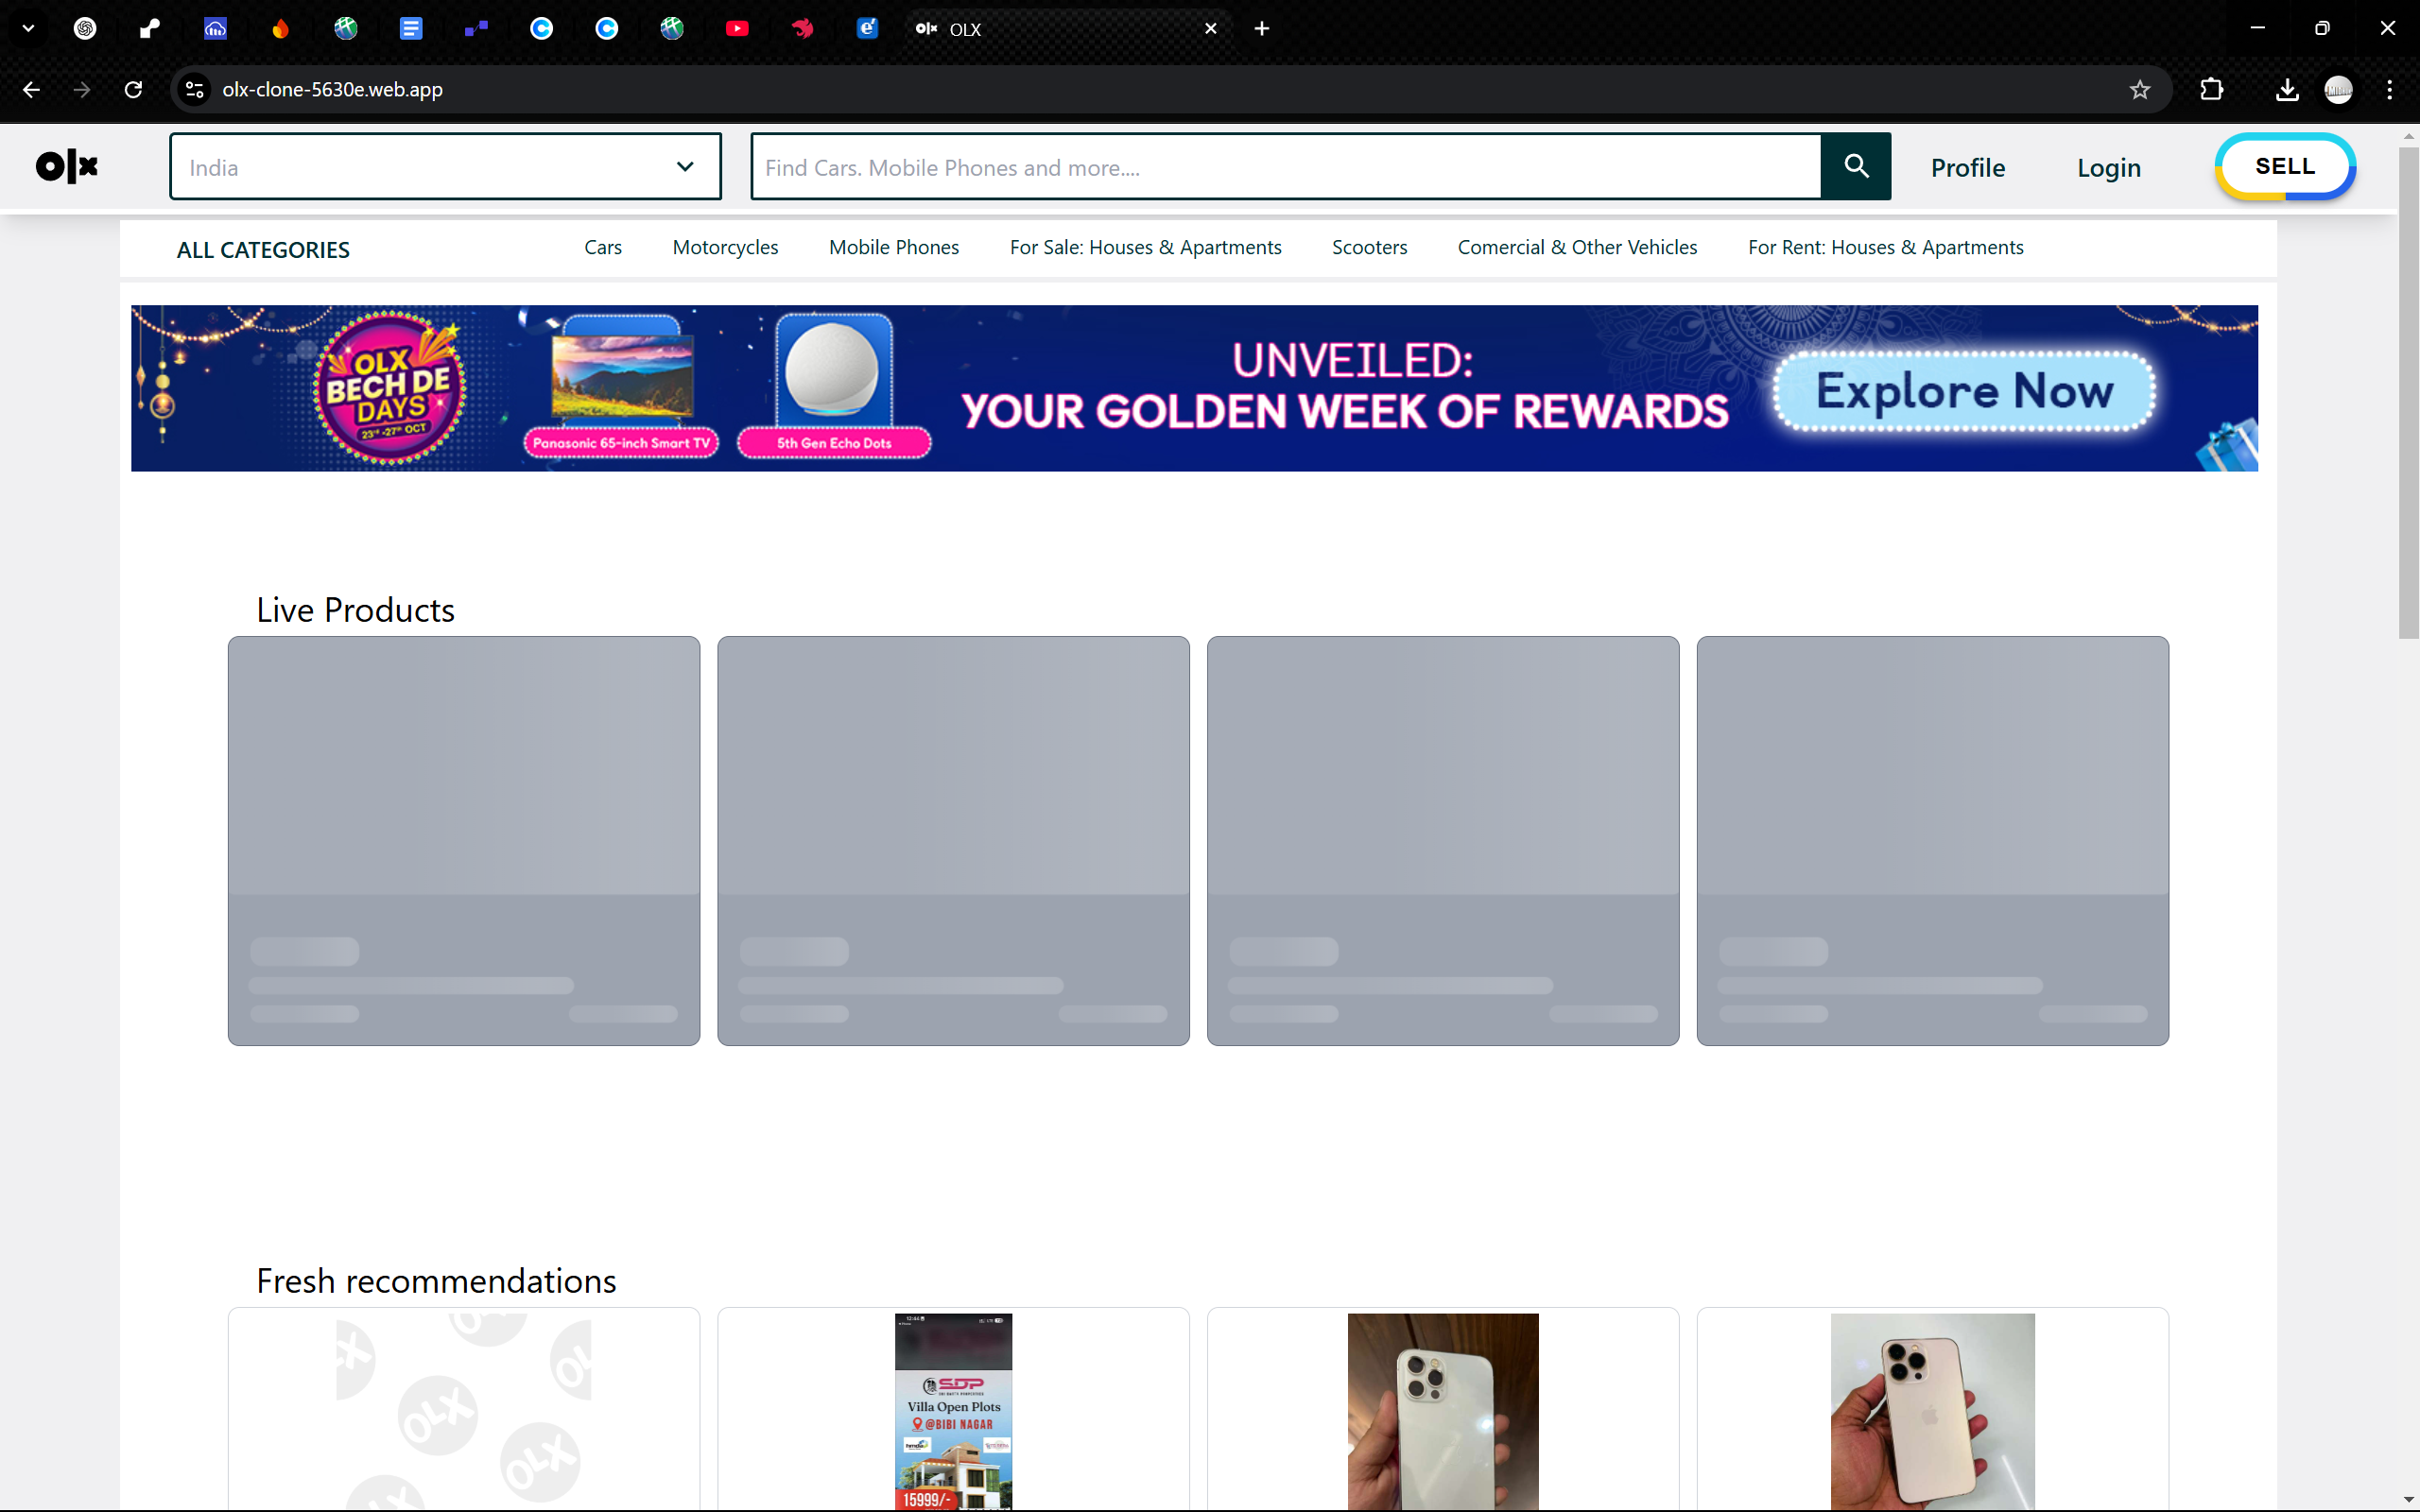 OLX
olx-clone-5630e.web.app
olx
India
Find Cars. Mobile Phones and more....
Profile
Login
SELL
ALL CATEGORIES
Cars
Motorcycles
Mobile Phones
For Sale: Houses & Apartments
Scooters
Comercial & Other Vehicles
For Rent: Houses & Apartments
OLX
BECH DE
DAYS
23rd -27th OCT
Panasonic 65-inch Smart TV
5th Gen Echo Dots
UNVEILED:
YOUR GOLDEN WEEK OF REWARDS
Explore Now
Live Products
Fresh recommendations
OLX
OLX
SDP
Villa Open Plots
@BIBI NAGAR
15999/-